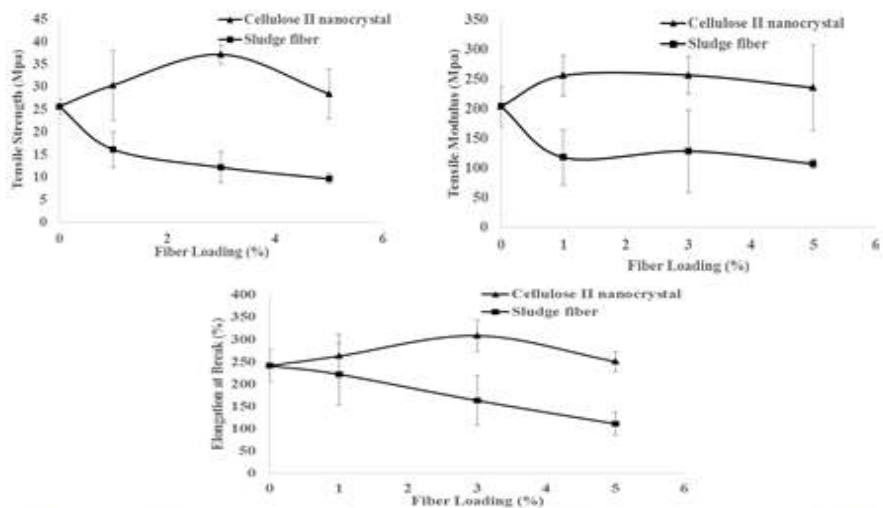 Cellulose II nanocrystal
Sludge fiber
Tensile Strength (Mpa)
45
40
35
30
25
20
15
10
5
0
0 2 4 6
Fiber Loading (%)
Cellulose II nanocrystal
Sludge fiber
Tensile Modulus (Mpa)
350
300
250
200
150
100
50
0
0 1 2 3 4 5 6
Fiber Loading (%)
Cellulose II nanocrystal
Sludge fiber
Elongation at Break (%)
400
350
300
250
200
150
100
50
0
0 1 2 3 4 5 6
Fiber Loading (%)